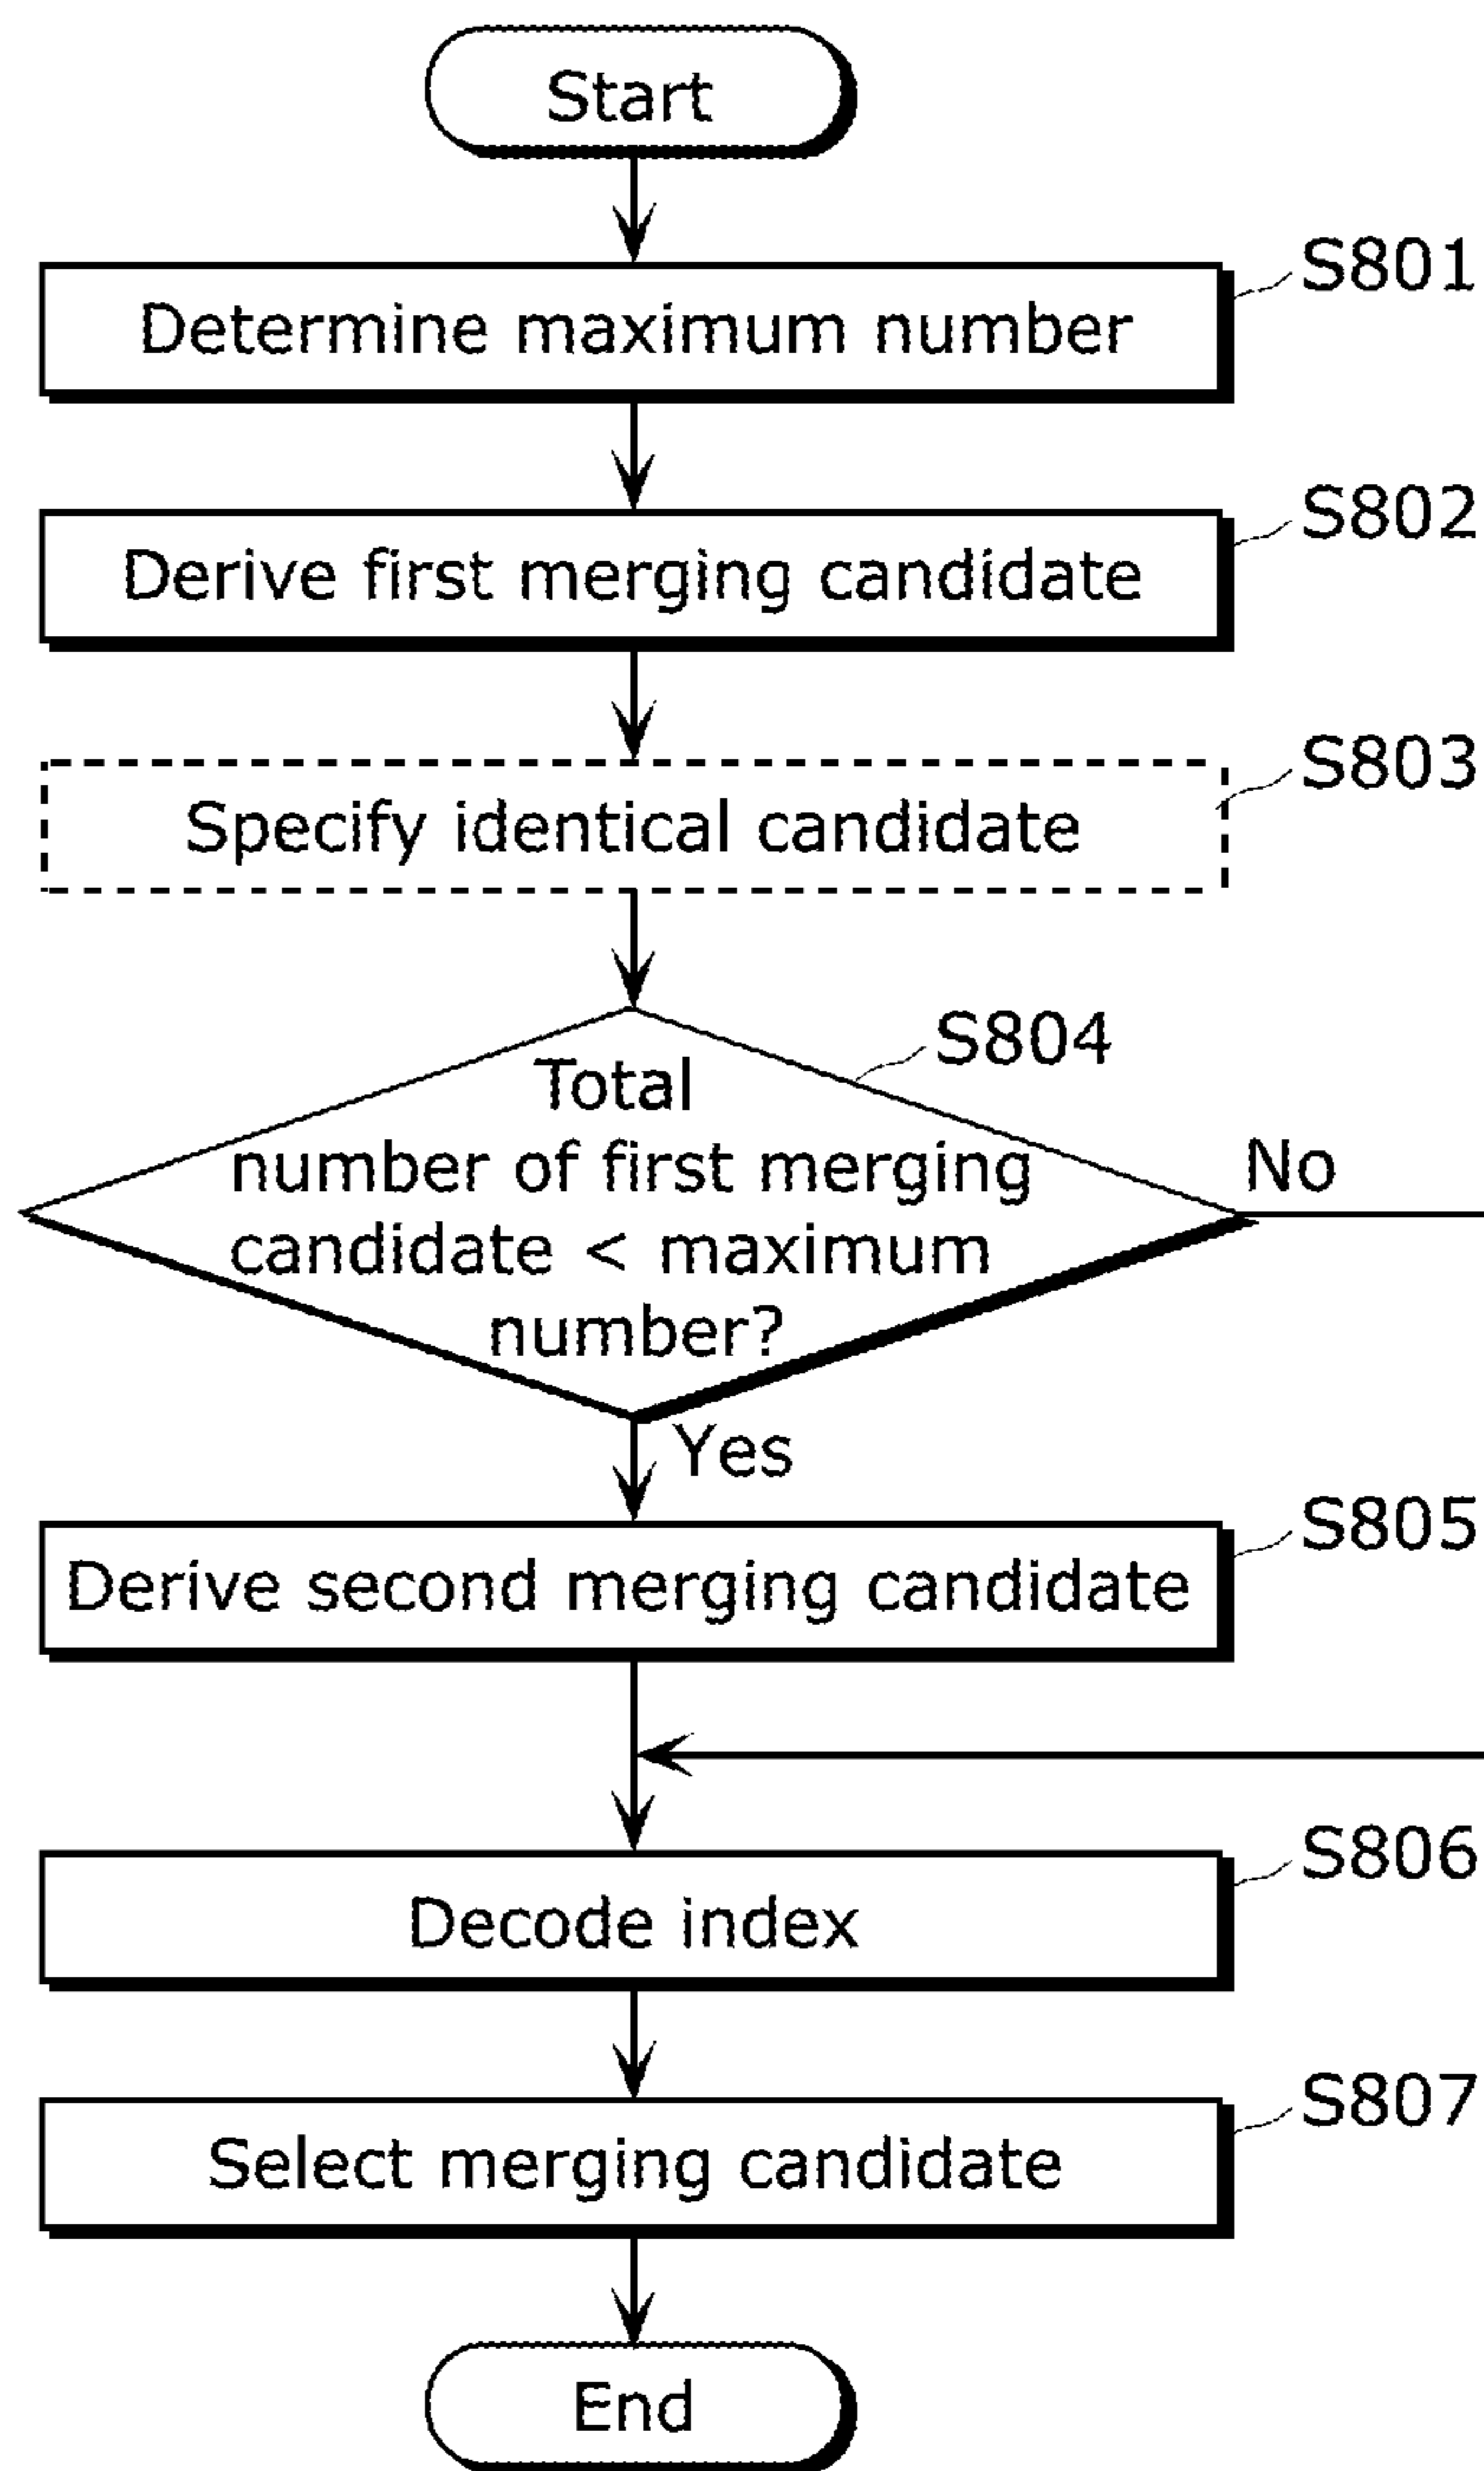 Start
S801
Determine maximum number
S802
Derive first merging candidate
S803
Specify identical candidate
S804
Total
number of first merging
candidate < maximum
number?
No
Yes
S805
Derive second merging candidate
S806
Decode index
S807
Select merging candidate
End